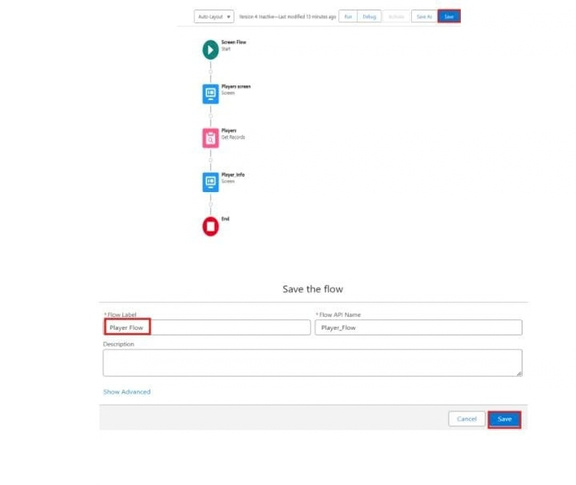 Auto-Layout Version 4: Inactive—Last modified 13 minutes ago Run Debug Activate Save As Save
Screen Flow
Start
Players screen
Screen
Players
Get Records
Player_Info
Screen
End
Save the flow
*Flow Label *Flow API Name
Player Flow Player_Flow
Description
Show Advanced
Cancel Save